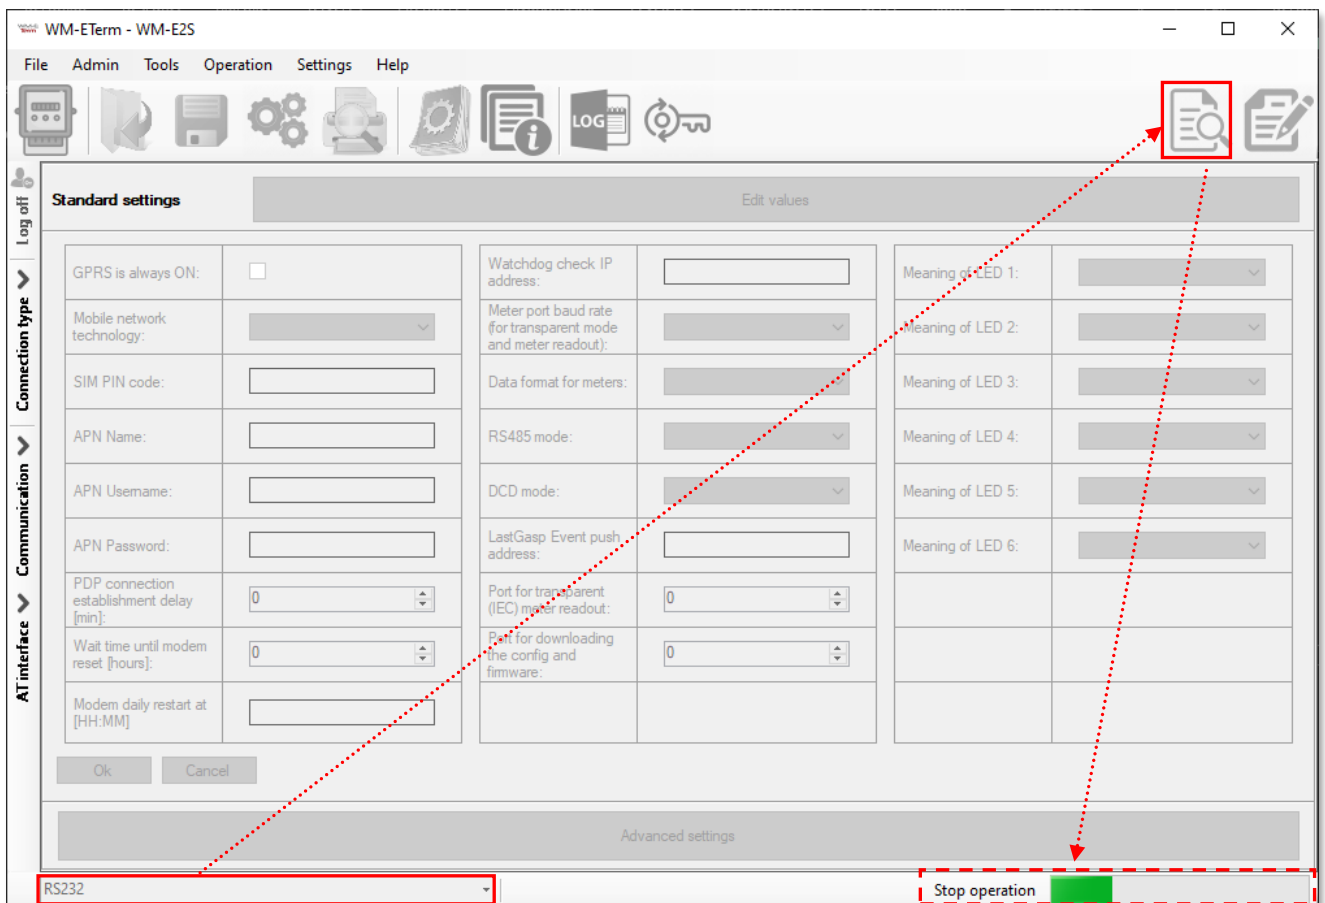 WM-ETerm - WM-E2S
File Admin Tools Operation Settings Help
LOG
Log off
Connection type
Communication
AT interface
Standard settings
Edit values
GPRS is always ON:
Mobile network
technology:
SIM PIN code:
APN Name:
APN Username:
APN Password:
PDP connection
establishment delay
[min]:
0
Wait time until modem
reset [hours]:
0
Modem daily restart at
[HH:MM]
Watchdog check IP
address:
Meter port baud rate
(for transparent mode
and meter readout):
Data format for meters:
RS485 mode:
DCD mode:
LastGasp Event push
address:
Port for transparent
(IEC) meter readout:
0
Port for downloading
the config and
firmware:
0
Meaning of LED 1:
Meaning of LED 2:
Meaning of LED 3:
Meaning of LED 4:
Meaning of LED 5:
Meaning of LED 6:
Ok Cancel
Advanced settings
RS232
Stop operation